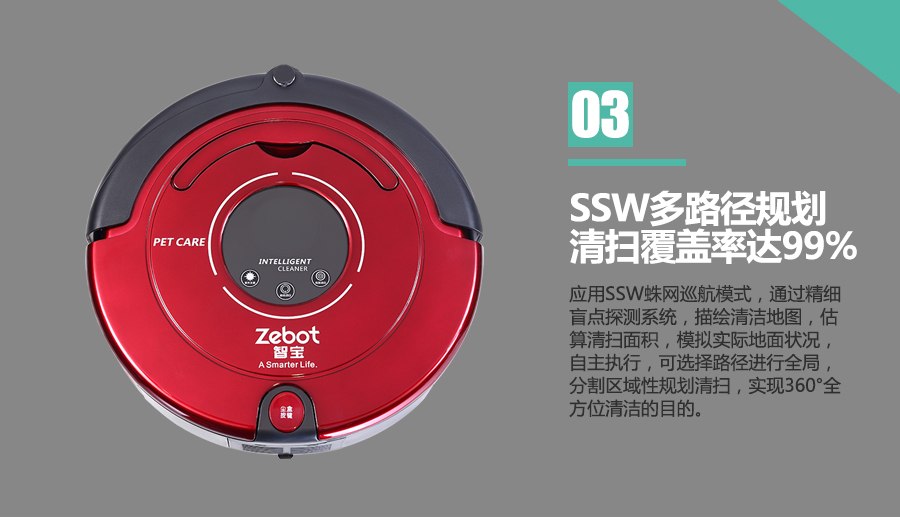 PET CARE
INTELLIGENT
CLEANER
Zebot
智宝
A Smarter Life.
尘盒
按键
03
SSW多路径规划
清扫覆盖率达99%
应用SSW蛛网巡航模式，通过精细
盲点探测系统，描绘清洁地图，估
算清扫面积，模拟实际地面状况，
自主执行，可选择路径进行全局，
分割区域性规划清扫，实现360°全
方位清洁的目的。